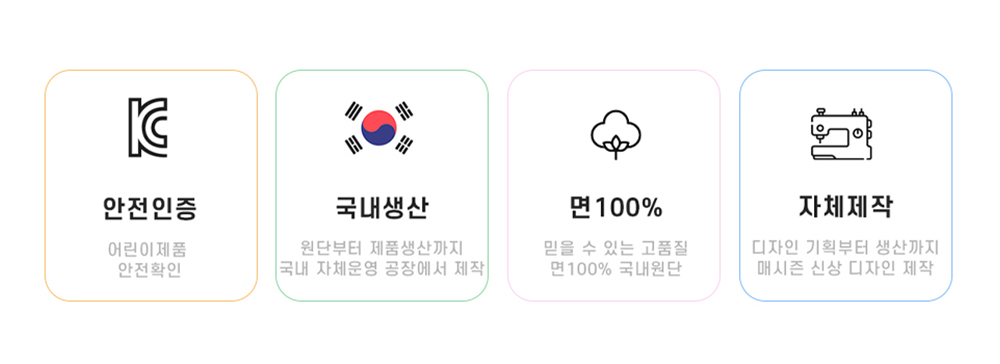 KC
안전인증
어린이제품
안전확인
국내생산
원단부터 제품생산까지
국내 자체운영 공장에서 제작
면100%
믿을 수 있는 고품질
면100% 국내원단
자체제작
디자인 기획부터 생산까지
매시즌 신상 디자인 제작